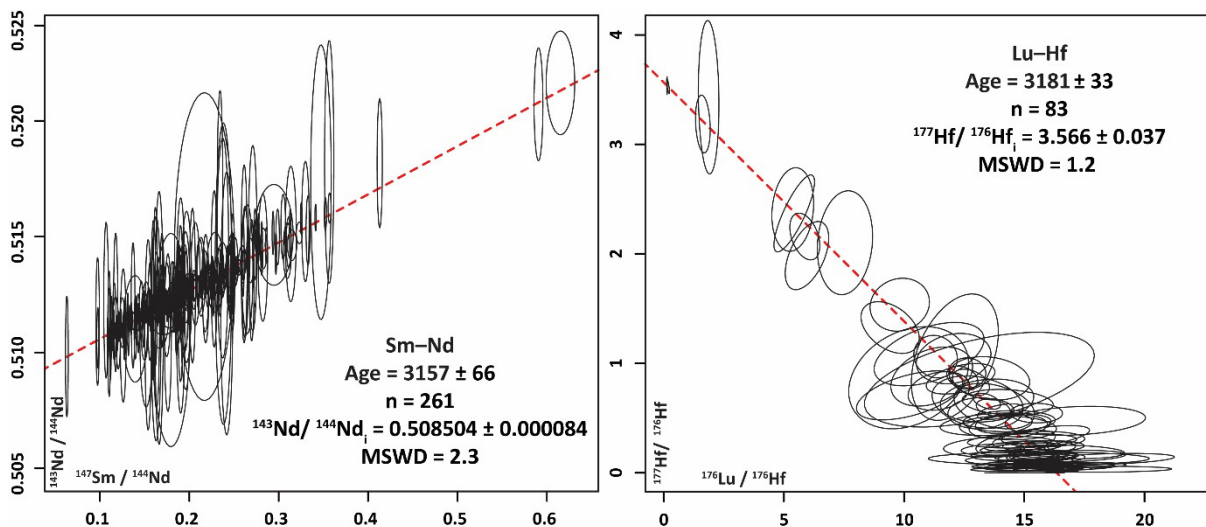 0.525
0.520
0.515
0.510
0.505
Sm–Nd
Age = 3157 ± 66
n = 261
¹⁴³Nd/ ¹⁴⁴Ndᵢ = 0.508504 ± 0.000084
MSWD = 2.3
¹⁴³Nd / ¹⁴⁴Nd
¹⁴⁷Sm / ¹⁴⁴Nd
0.1 0.2 0.3 0.4 0.5 0.6
4
3
2
1
0
Lu–Hf
Age = 3181 ± 33
n = 83
¹⁷⁷Hf/ ¹⁷⁶Hfᵢ = 3.566 ± 0.037
MSWD = 1.2
¹⁷⁷Hf/ ¹⁷⁶Hf
¹⁷⁶Lu / ¹⁷⁶Hf
0 5 10 15 20